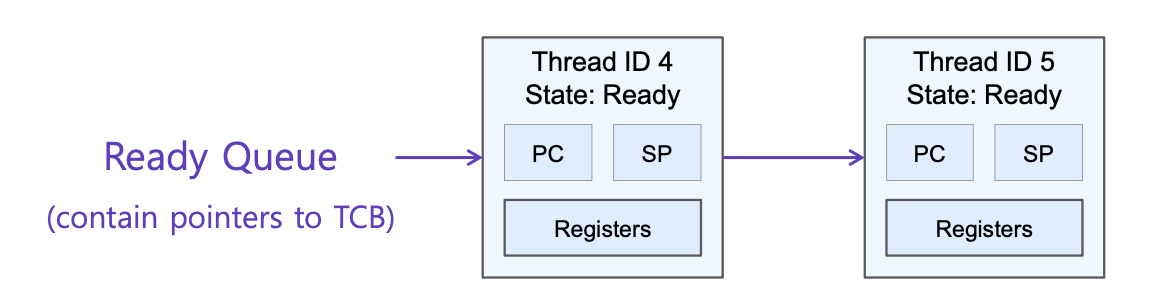 Ready Queue
(contain pointers to TCB)
Thread ID 4
State: Ready
PC
SP
Registers
Thread ID 5
State: Ready
PC
SP
Registers